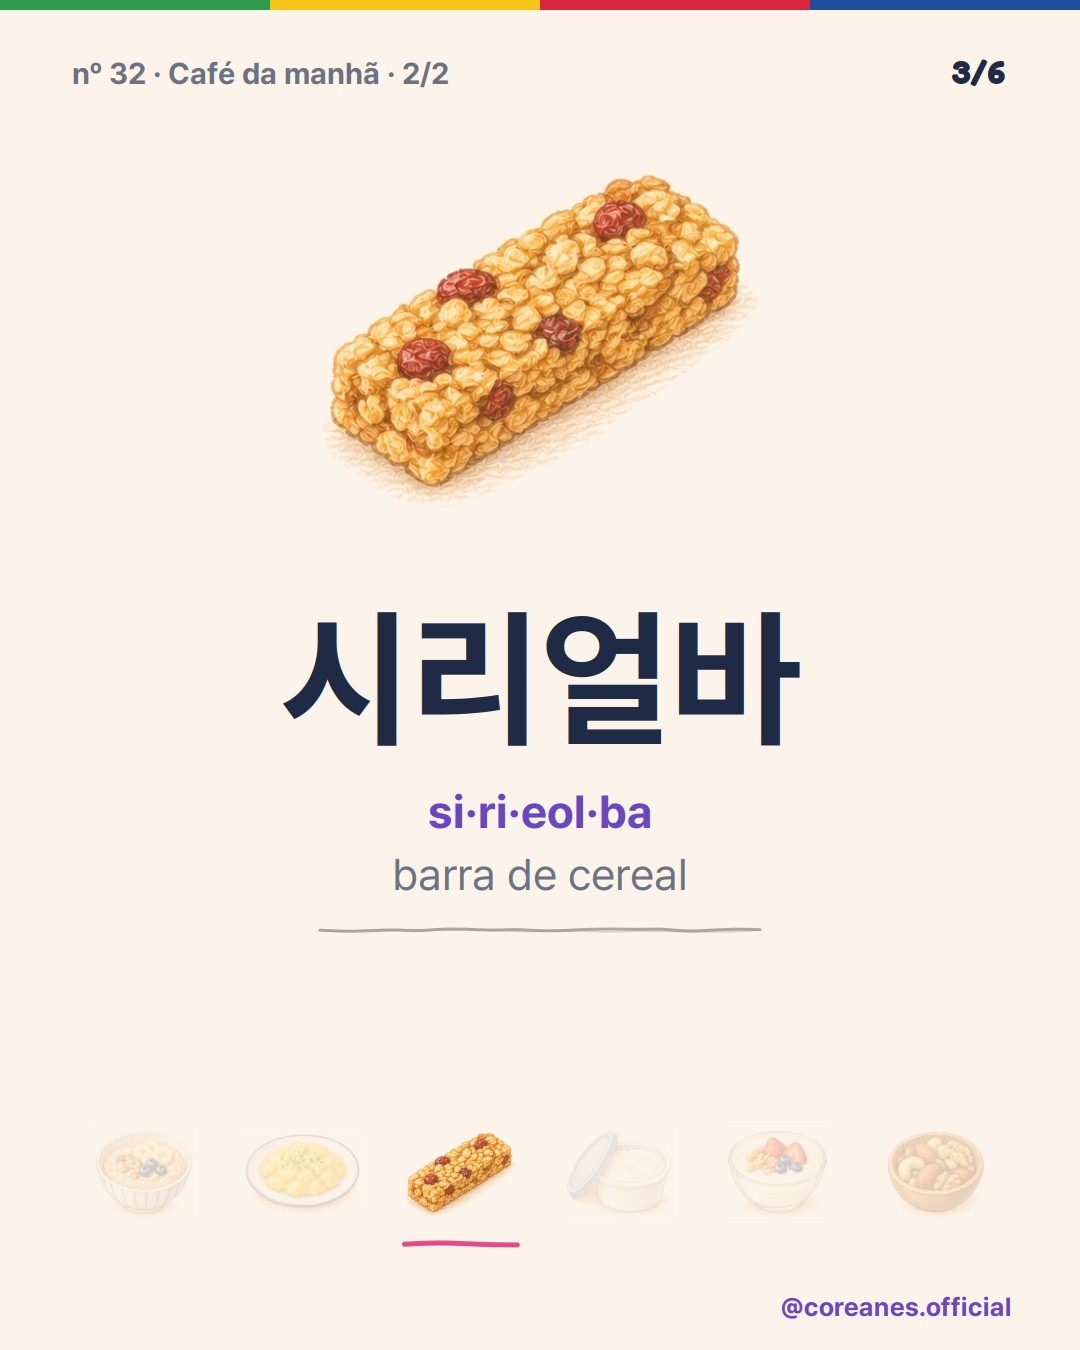 nº 32 · Café da manhã · 2/2
3/6
시리얼바
si·ri·eol·ba
barra de cereal
@coreanes.official